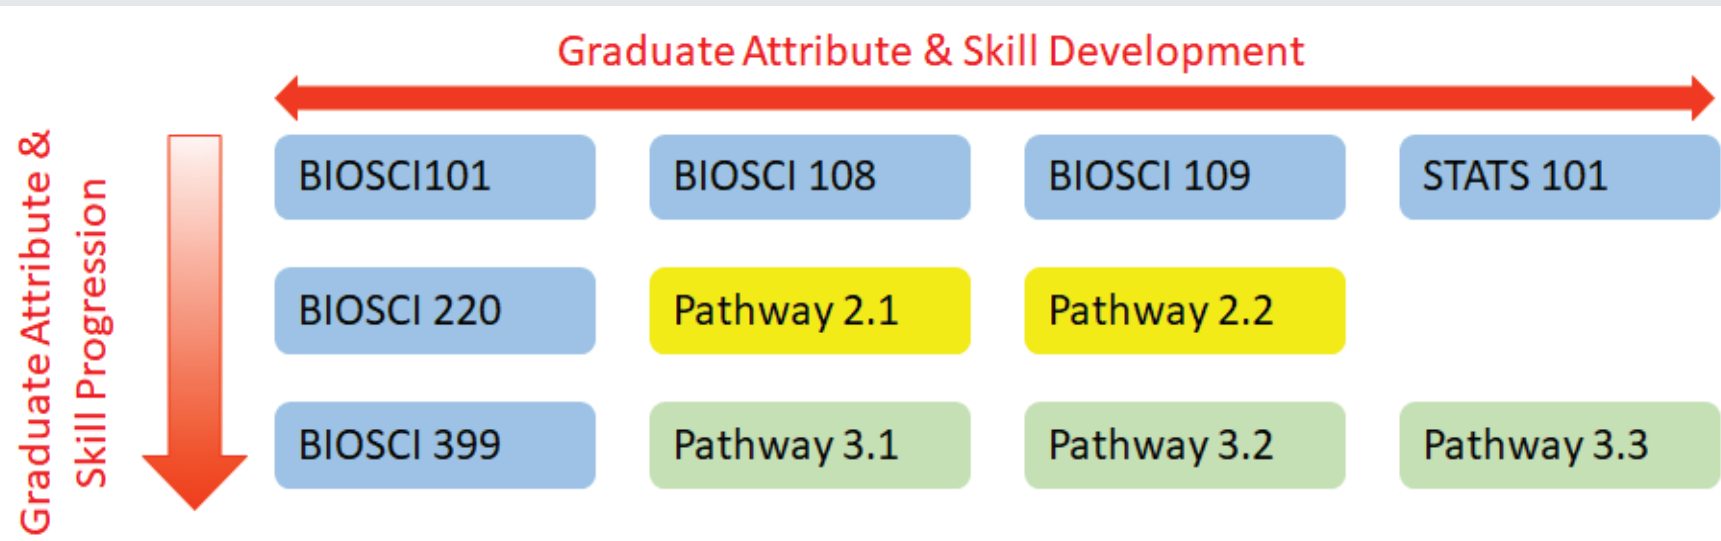 Graduate Attribute & Skill Development
Graduate Attribute &
Skill Progression
BIOSCI101
BIOSCI 108
BIOSCI 109
STATS 101
BIOSCI 220
Pathway 2.1
Pathway 2.2
BIOSCI 399
Pathway 3.1
Pathway 3.2
Pathway 3.3